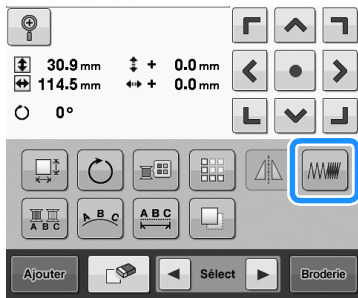 30.9 mm + 0.0 mm
114.5 mm + 0.0 mm
0°
A B C
A B C
A B C
Ajouter Sélect Broderie